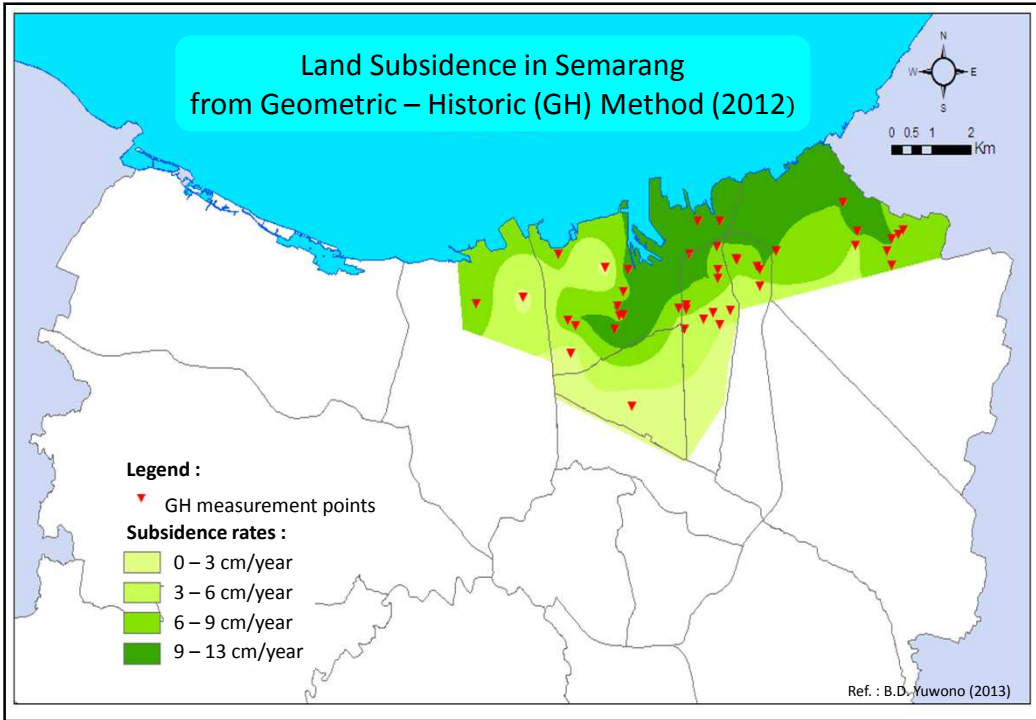 Land Subsidence in Semarang
from Geometric – Historic (GH) Method (2012)
N
W
E
S
0 0.5 1 2
Km
Legend :
GH measurement points
Subsidence rates :
0 – 3 cm/year
3 – 6 cm/year
6 – 9 cm/year
9 – 13 cm/year
Ref. : B.D. Yuwono (2013)